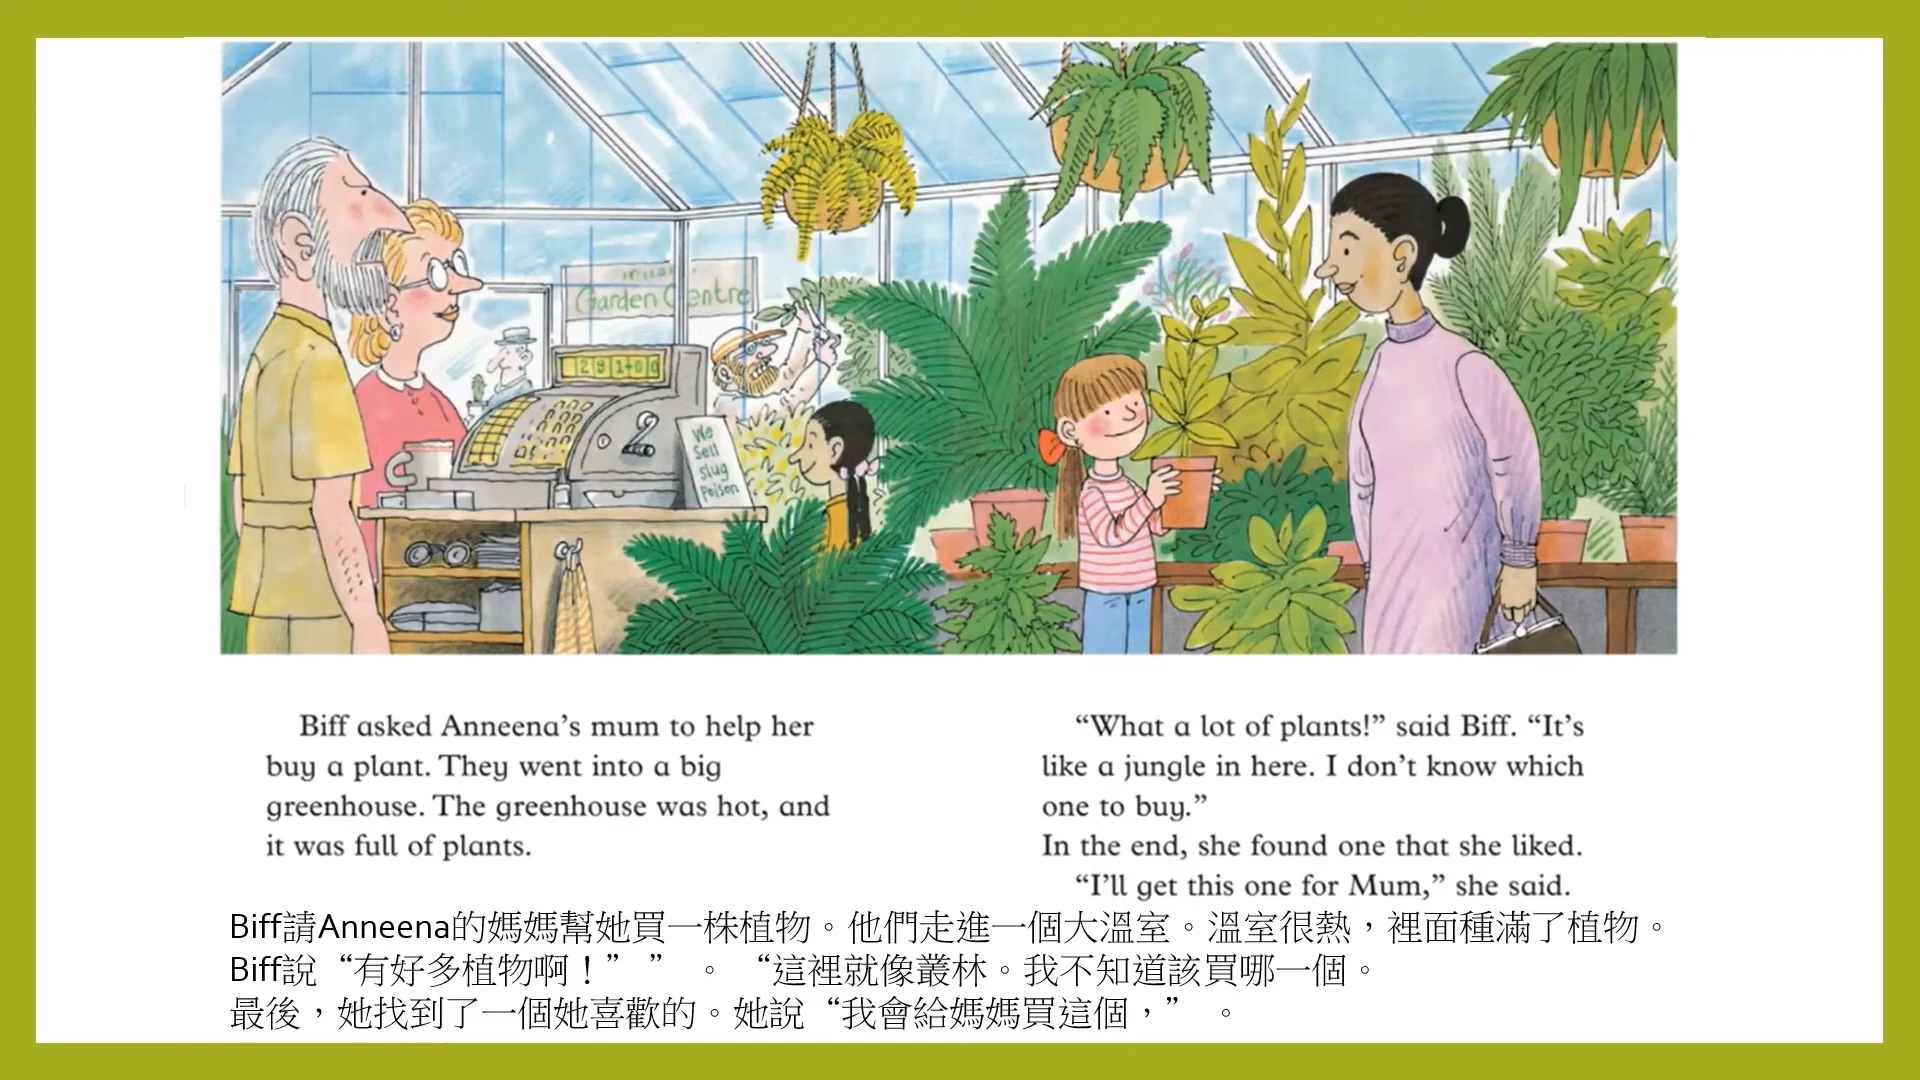 Garden Centre
We
Sell
slug
poison
Biff asked Anneena's mum to help her
buy a plant. They went into a big
greenhouse. The greenhouse was hot, and
it was full of plants.
“What a lot of plants!” said Biff. “It's
like a jungle in here. I don't know which
one to buy.”
In the end, she found one that she liked.
“I'll get this one for Mum,” she said.
Biff請Anneena的媽媽幫她買一株植物。他們走進一個大溫室。溫室很熱，裡面種滿了植物。
Biff說“有好多植物啊！” ” 。 “這裡就像叢林。我不知道該買哪一個。
最後，她找到了一個她喜歡的。她說“我會給媽媽買這個，” 。